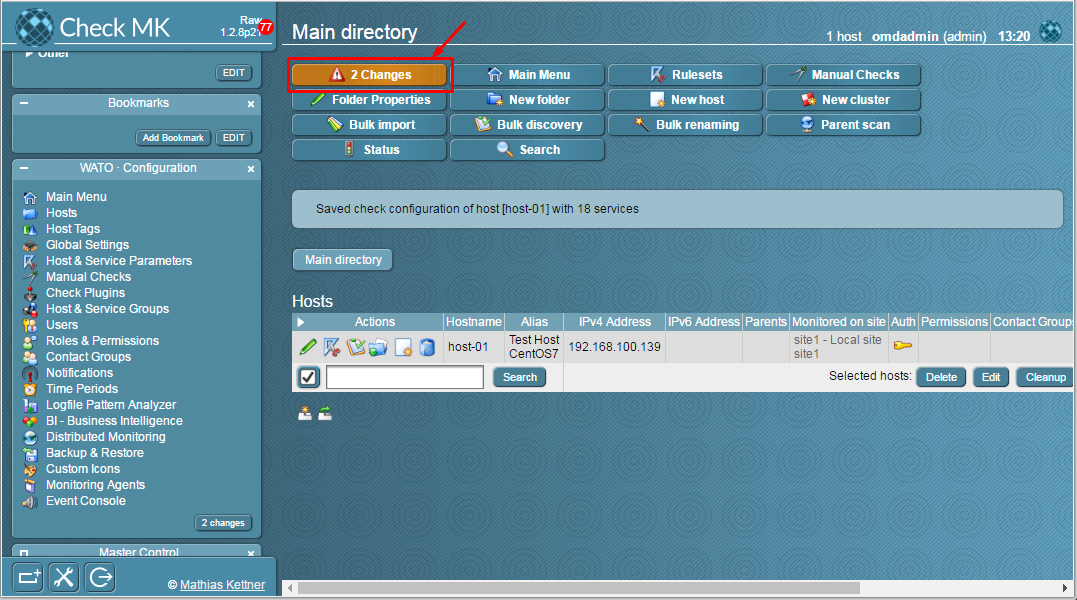 Check MK
Raw
1.2.8p21
77
Other
EDIT
Bookmarks
Add Bookmark EDIT
WATO · Configuration
Main Menu
Hosts
Host Tags
Global Settings
Host & Service Parameters
Manual Checks
Check Plugins
Host & Service Groups
Users
Roles & Permissions
Contact Groups
Notifications
Time Periods
Logfile Pattern Analyzer
BI - Business Intelligence
Distributed Monitoring
Backup & Restore
Custom Icons
Monitoring Agents
Event Console
2 changes
Master Control
© Mathias Kettner
Main directory
1 host omdadmin (admin) 13:20
2 Changes Main Menu Rulesets Manual Checks
Folder Properties New folder New host New cluster
Bulk import Bulk discovery Bulk renaming Parent scan
Status Search
Saved check configuration of host [host-01] with 18 services
Main directory
Hosts
Actions Hostname Alias IPv4 Address IPv6 Address Parents Monitored on site Auth Permissions Contact Groups
host-01 Test Host CentOS7 192.168.100.139 site1 - Local site site1
Search Selected hosts: Delete Edit Cleanup